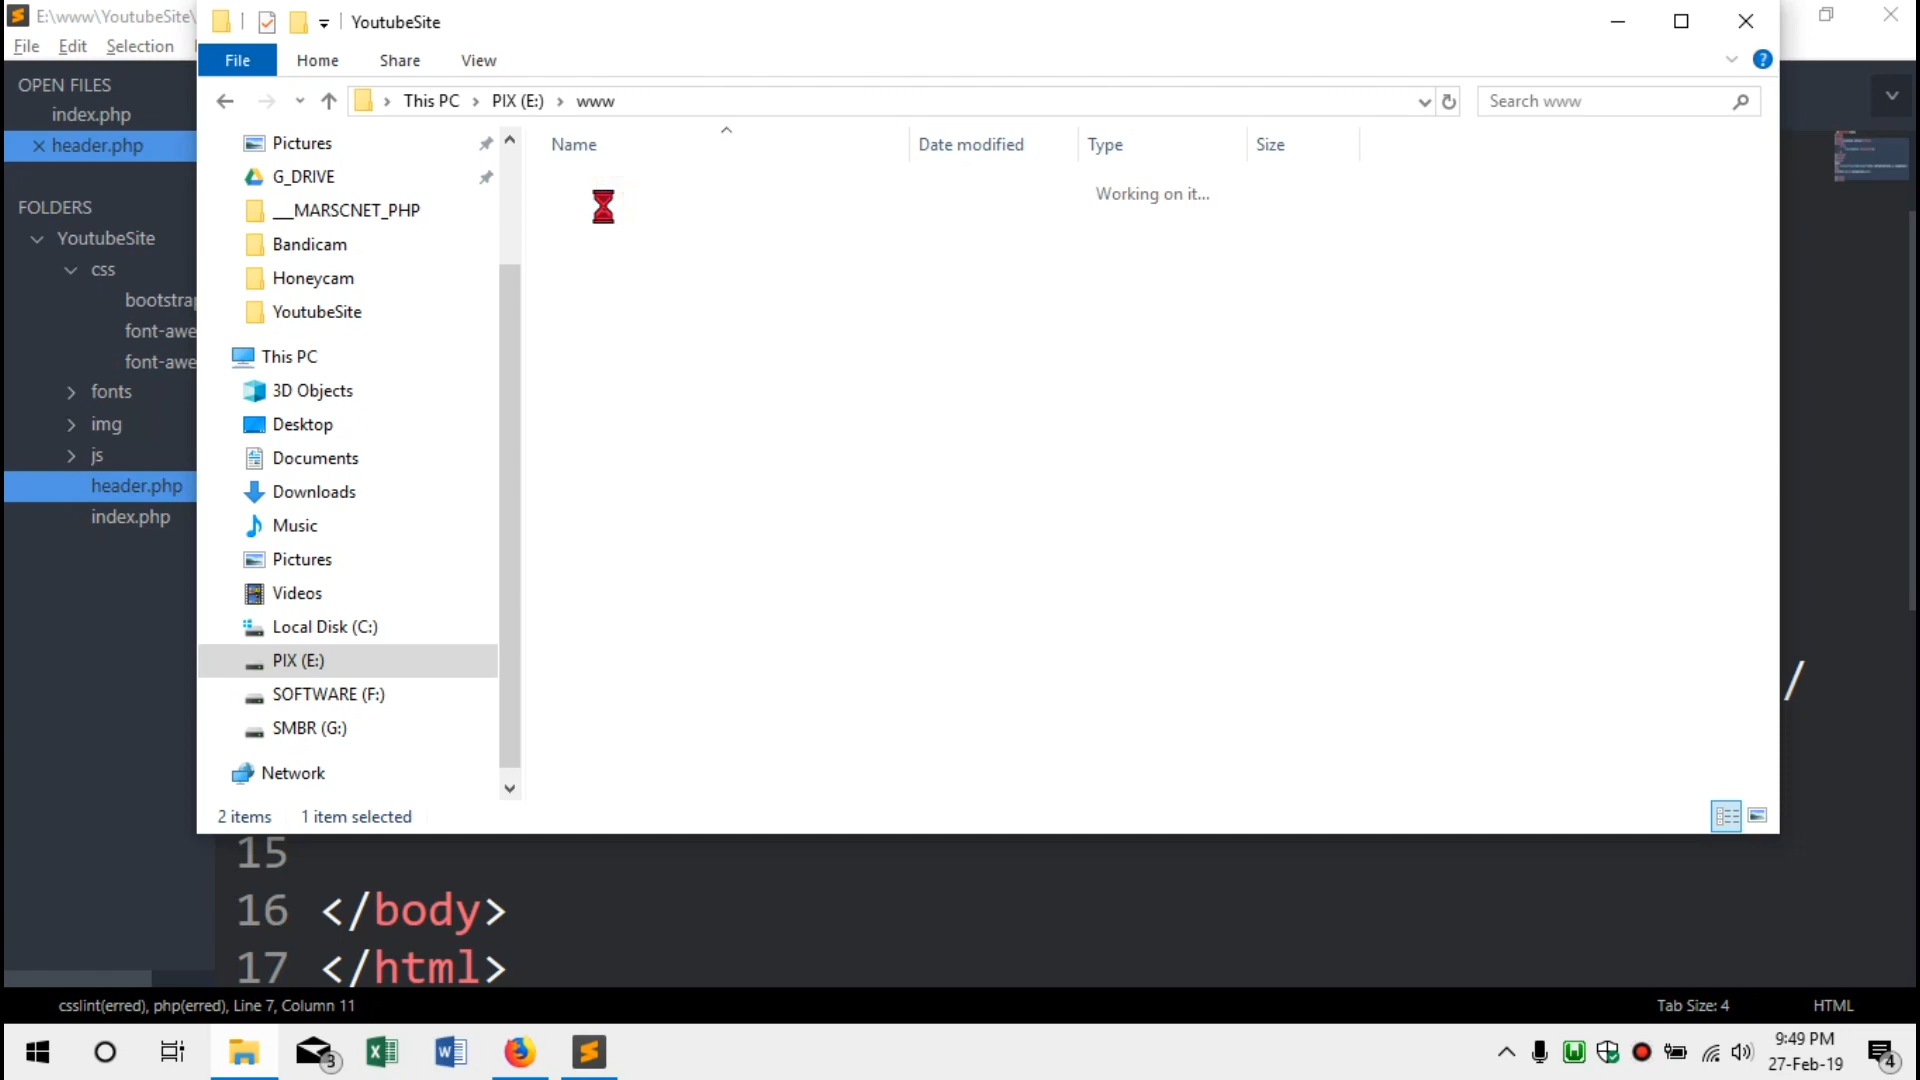 E:\www\YoutubeSite\
File Edit Selection
OPEN FILES
index.php
header.php
FOLDERS
YoutubeSite
css
bootstrap
font-awe
font-awe
fonts
img
js
header.php
index.php
YoutubeSite
File Home Share View
This PC PIX (E:) www
Search www
Pictures
G_DRIVE
___MARSCNET_PHP
Bandicam
Honeycam
YoutubeSite
This PC
3D Objects
Desktop
Documents
Downloads
Music
Pictures
Videos
Local Disk (C:)
PIX (E:)
SOFTWARE (F:)
SMBR (G:)
Network
Name Date modified Type Size
Working on it...
2 items 1 item selected
/
15
16 </body>
17 </html>
csslint(erred), php(erred), Line 7, Column 11
Tab Size: 4 HTML
3
9:49 PM
27-Feb-19
4